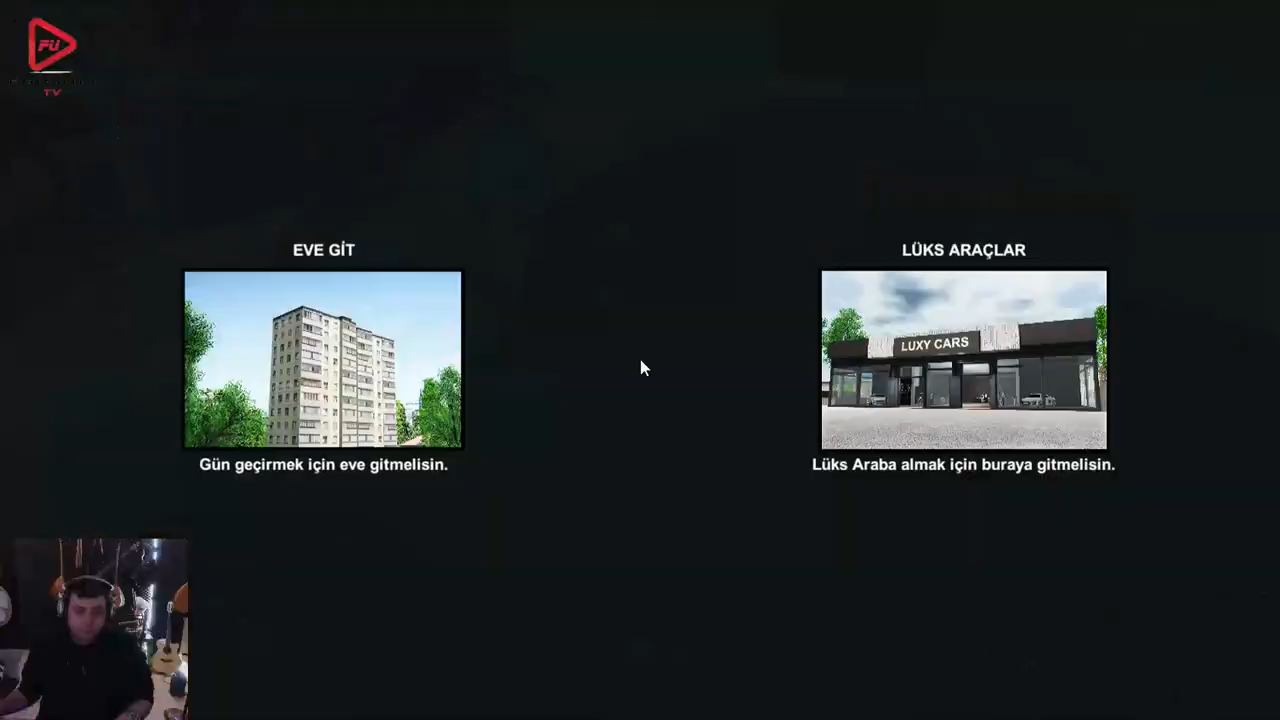 FU
TV
EVE GİT
LÜKS ARAÇLAR
LUXY CARS
Gün geçirmek için eve gitmelisin.
Lüks Araba almak için buraya gitmelisin.